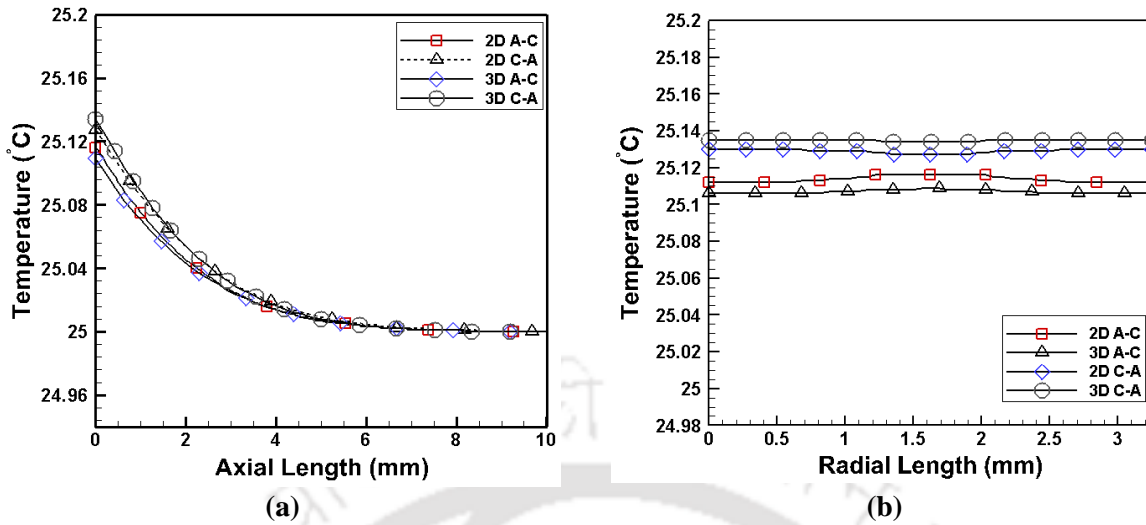 25.2
25.16
25.12
25.08
25.04
25
24.96
Temperature (°C)
0 2 4 6 8 10
Axial Length (mm)
2D A-C
2D C-A
3D A-C
3D C-A
(a)
25.2
25.18
25.16
25.14
25.12
25.1
25.08
25.06
25.04
25.02
25
24.98
Temperature (°C)
0 0.5 1 1.5 2 2.5 3
Radial Length (mm)
2D A-C
3D A-C
2D C-A
3D C-A
(b)